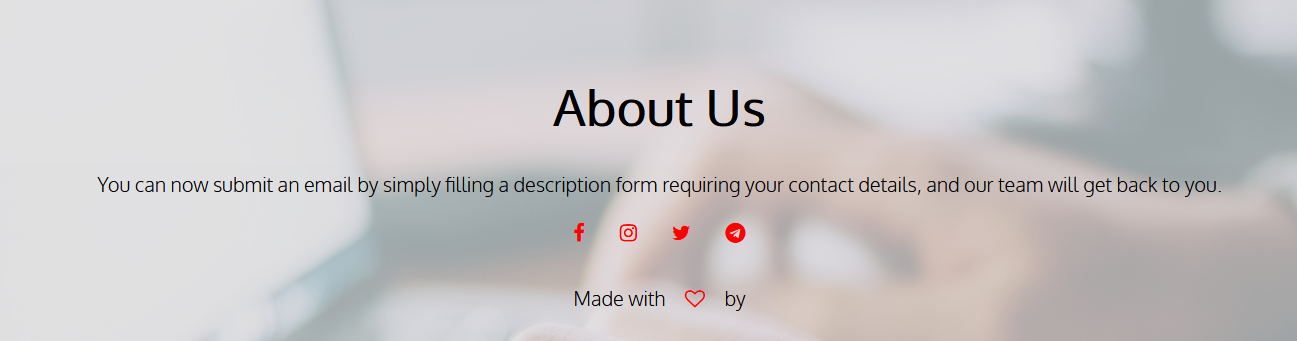 About Us
You can now submit an email by simply filling a description form requiring your contact details, and our team will get back to you.
Made with by